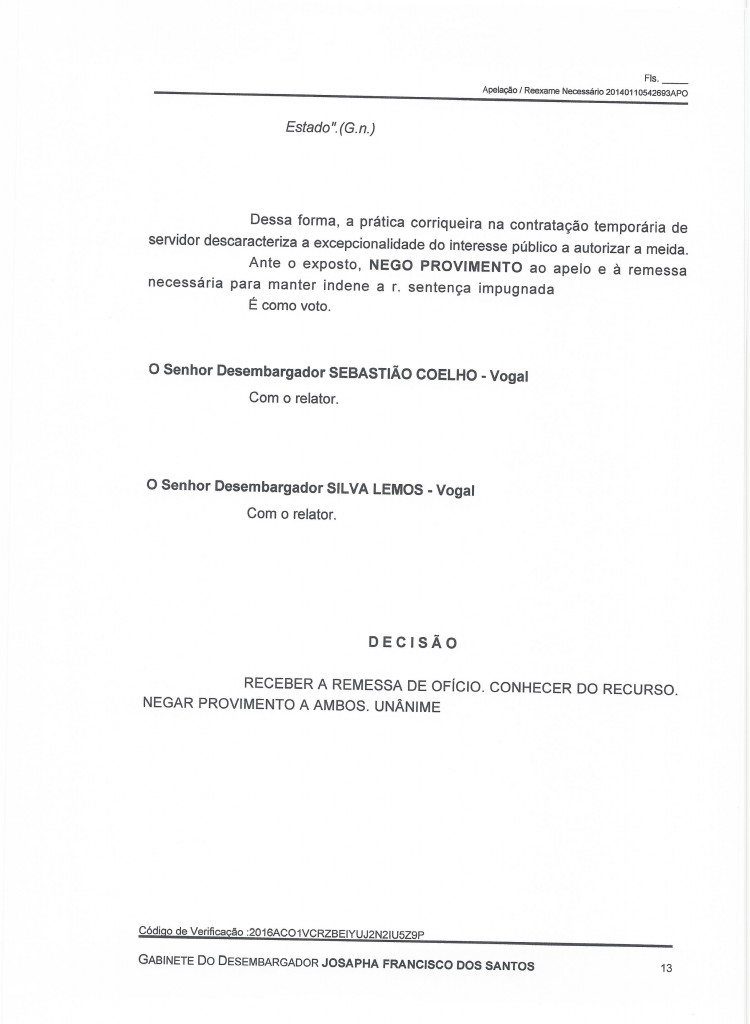 Fls. _____
Apelação / Reexame Necessário 20140110542693APO
Estado".(G.n.)
Dessa forma, a prática corriqueira na contratação temporária de
servidor descaracteriza a excepcionalidade do interesse público a autorizar a meida.
Ante o exposto, NEGO PROVIMENTO ao apelo e à remessa
necessária para manter indene a r. sentença impugnada
É como voto.
O Senhor Desembargador SEBASTIÃO COELHO - Vogal
Com o relator.
O Senhor Desembargador SILVA LEMOS - Vogal
Com o relator.
D E C I S Ã O
RECEBER A REMESSA DE OFÍCIO. CONHECER DO RECURSO.
NEGAR PROVIMENTO A AMBOS. UNÂNIME
Código de Verificação :2016ACO1VCRZBEIYUJ2N2IU5Z9P
GABINETE DO DESEMBARGADOR JOSAPHA FRANCISCO DOS SANTOS
13